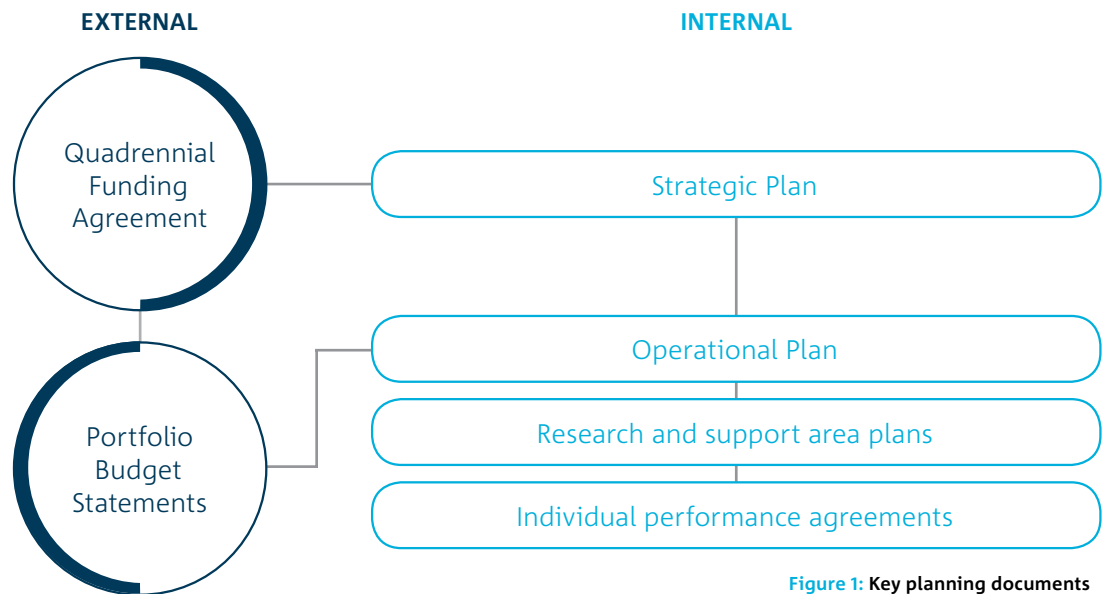 EXTERNAL
INTERNAL
Quadrennial
Funding
Agreement
Strategic Plan
Operational Plan
Portfolio
Budget
Statements
Research and support area plans
Individual performance agreements
Figure 1: Key planning documents